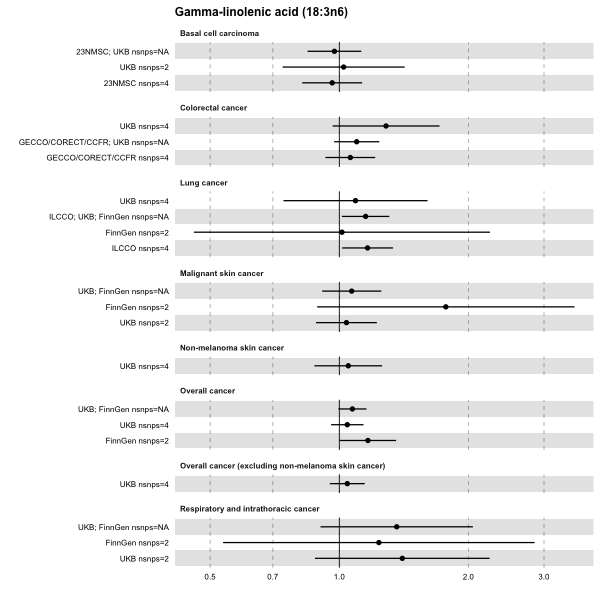 Gamma-linolenic acid (18:3n6)
Basal cell carcinoma
23NMSC; UKB nsnps=NA
UKB nsnps=2
23NMSC nsnps=4
Colorectal cancer
UKB nsnps=4
GECCO/CORECT/CCFR; UKB nsnps=NA
GECCO/CORECT/CCFR nsnps=4
Lung cancer
UKB nsnps=4
ILCCO; UKB; FinnGen nsnps=NA
FinnGen nsnps=2
ILCCO nsnps=4
Malignant skin cancer
UKB; FinnGen nsnps=NA
FinnGen nsnps=2
UKB nsnps=2
Non-melanoma skin cancer
UKB nsnps=4
Overall cancer
UKB; FinnGen nsnps=NA
UKB nsnps=4
FinnGen nsnps=2
Overall cancer (excluding non-melanoma skin cancer)
UKB nsnps=4
Respiratory and intrathoracic cancer
UKB; FinnGen nsnps=NA
FinnGen nsnps=2
UKB nsnps=2
0.5 0.7 1.0 2.0 3.0